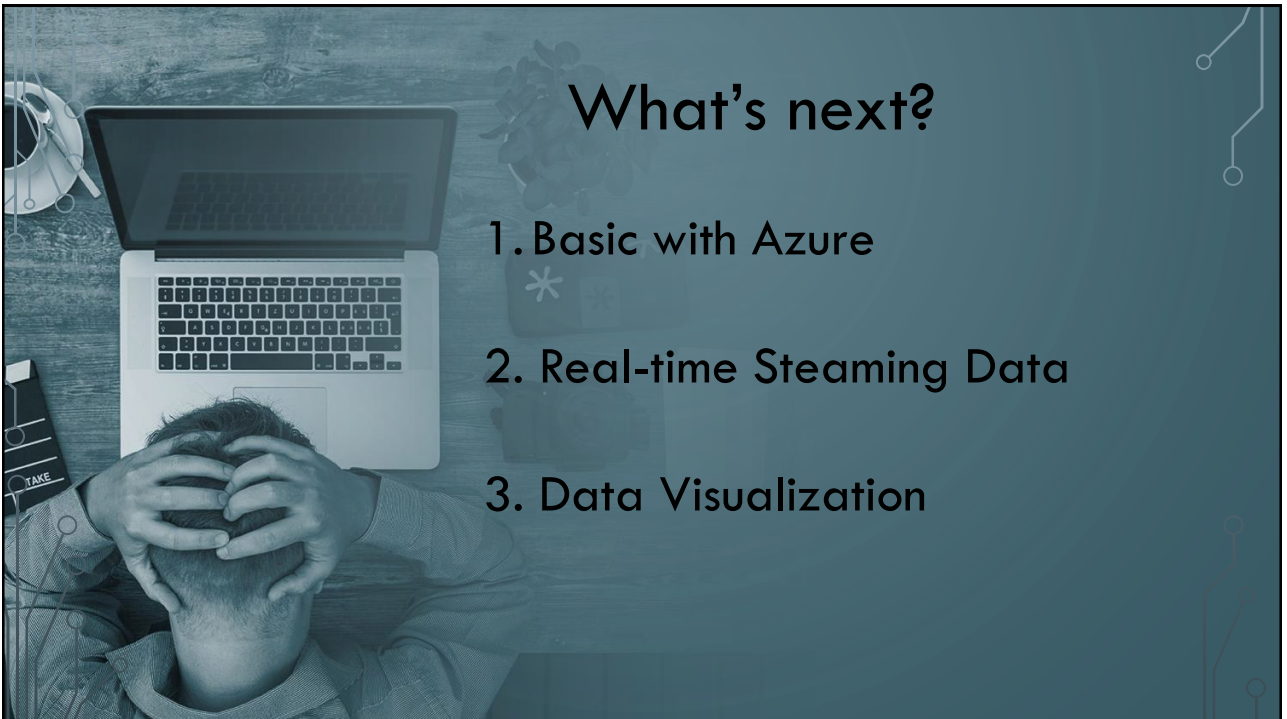 What's next?
1. Basic with Azure
2. Real-time Steaming Data
3. Data Visualization
TAKE